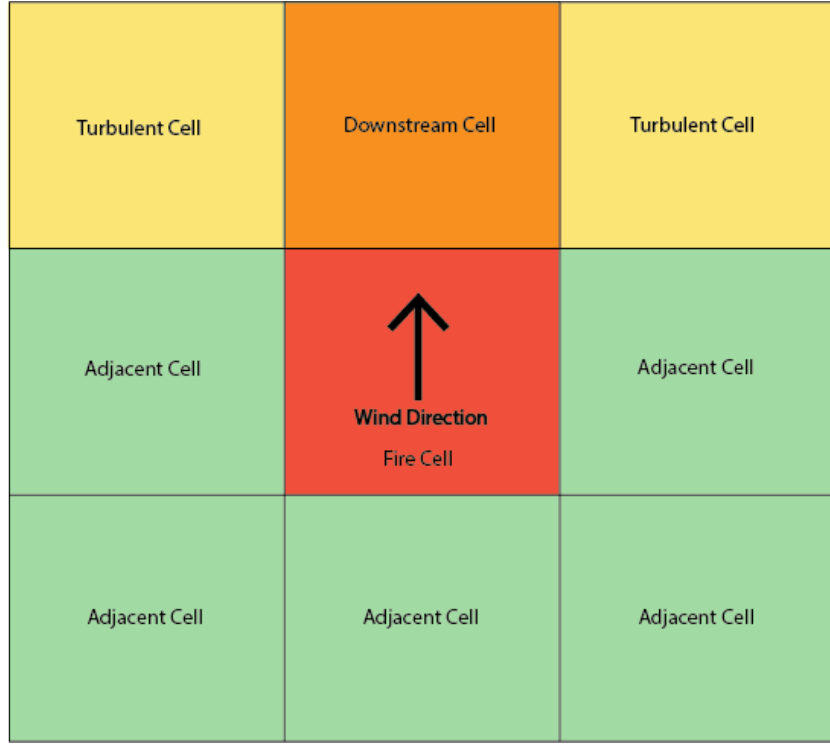 Turbulent Cell
Downstream Cell
Turbulent Cell
Adjacent Cell
Wind Direction
Fire Cell
Adjacent Cell
Adjacent Cell
Adjacent Cell
Adjacent Cell